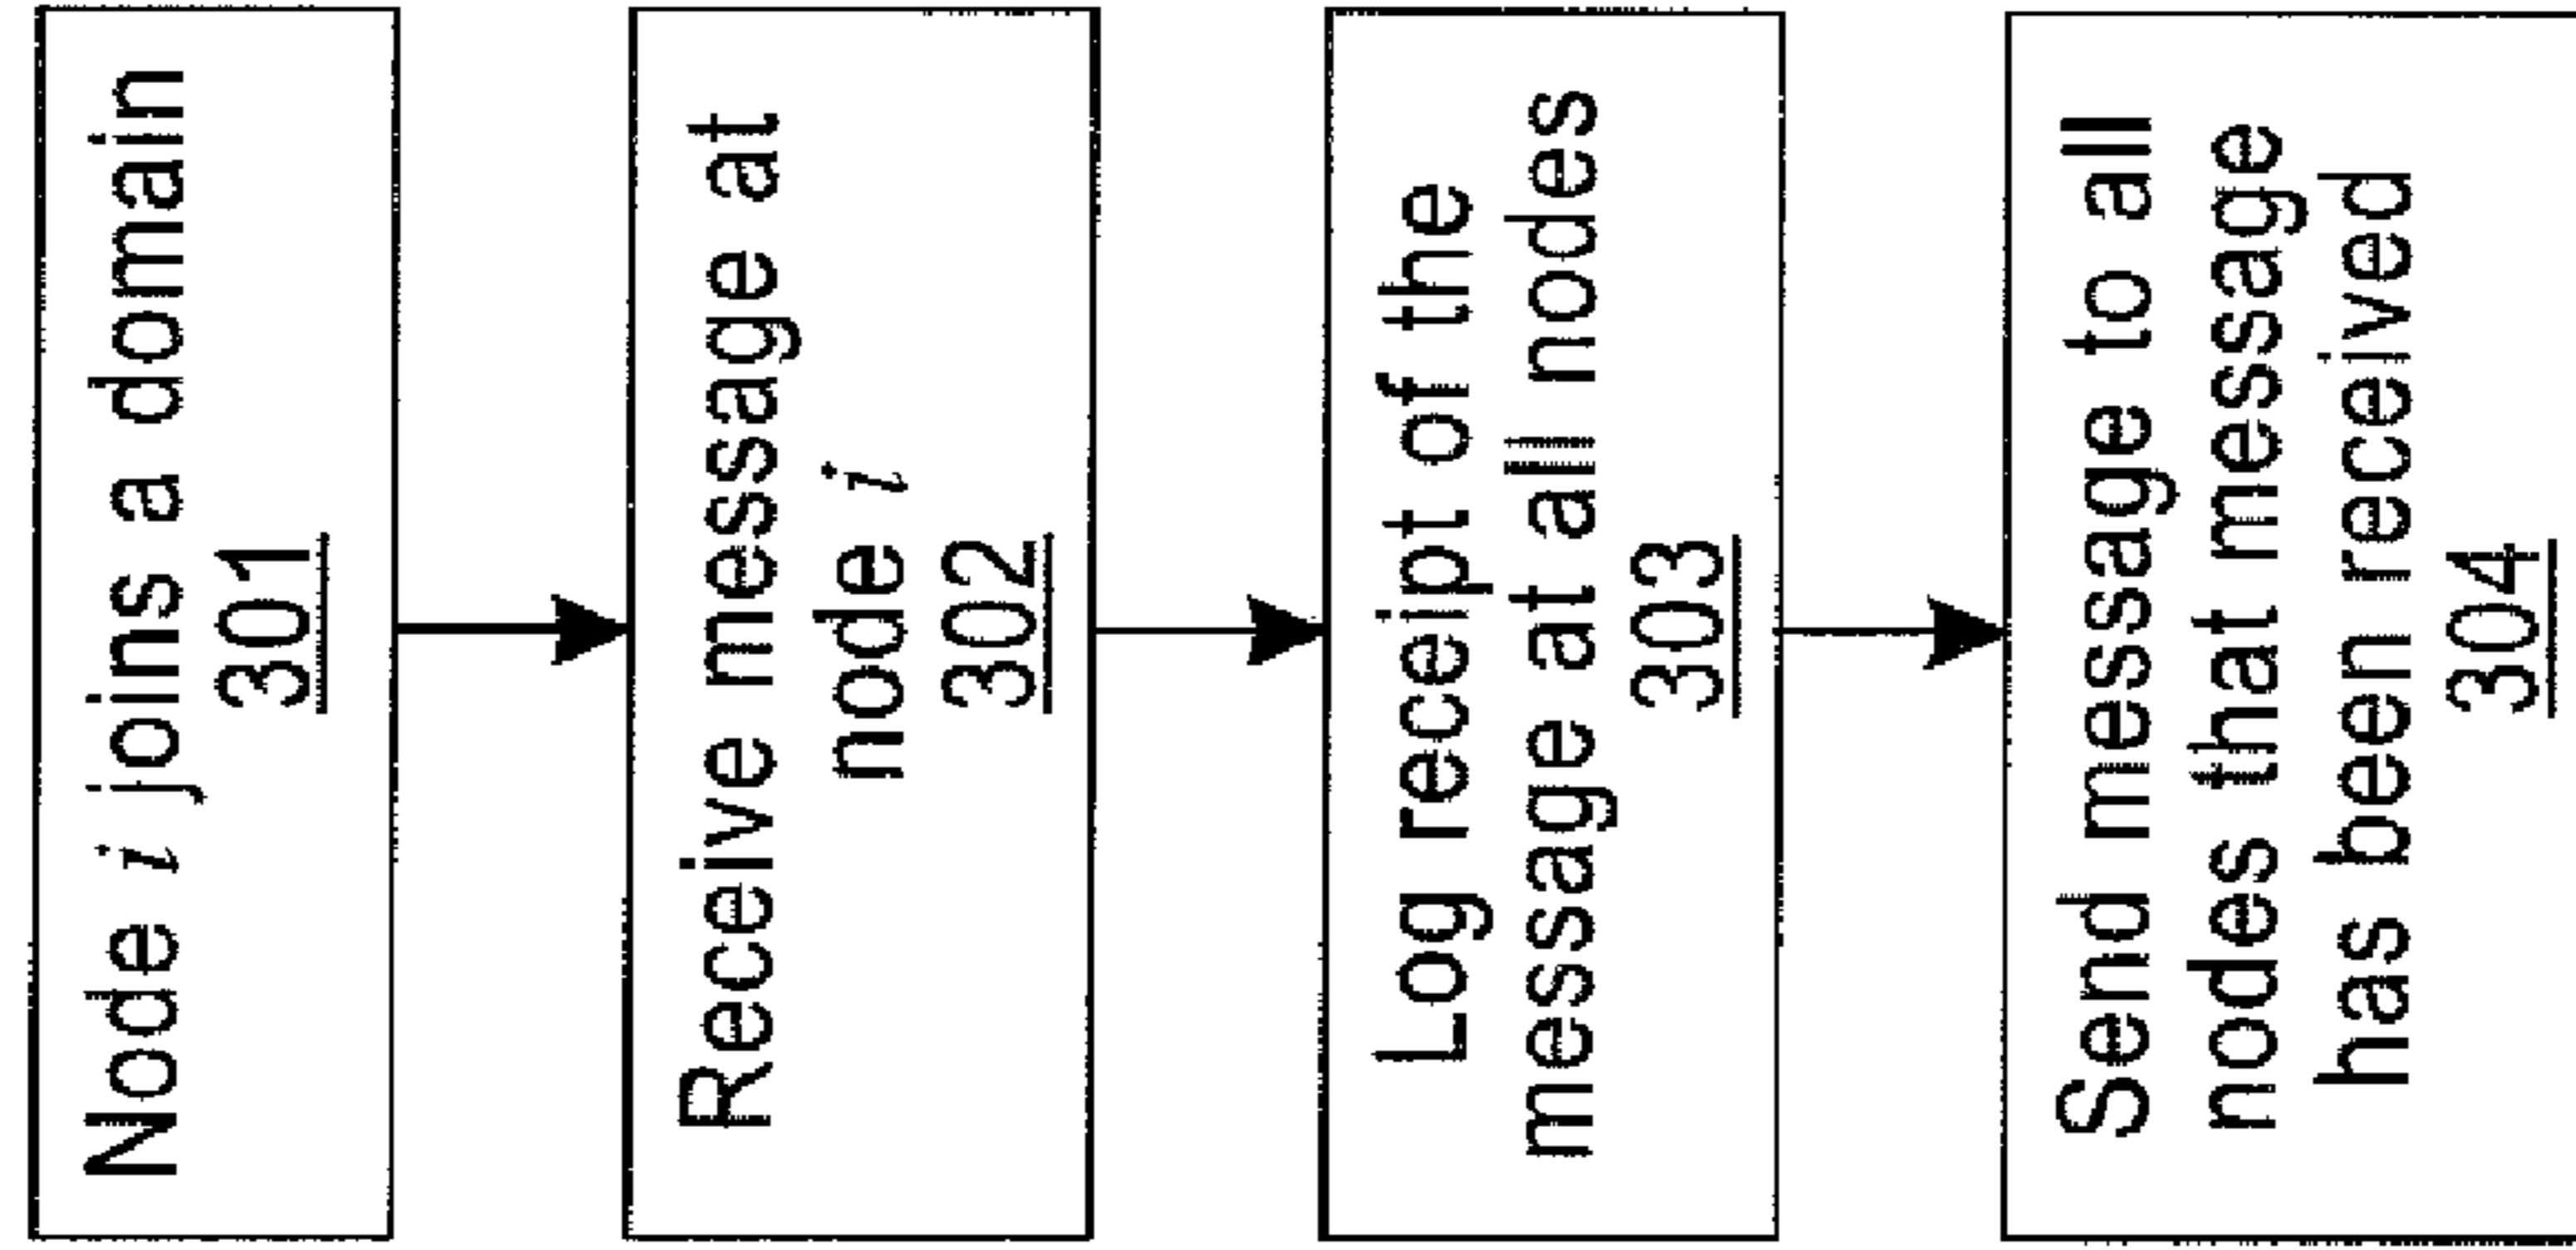 Node i joins a domain
301
Receive message at
node i
302
Log receipt of the
message at all nodes
303
Send message to all
nodes that message
has been received
304